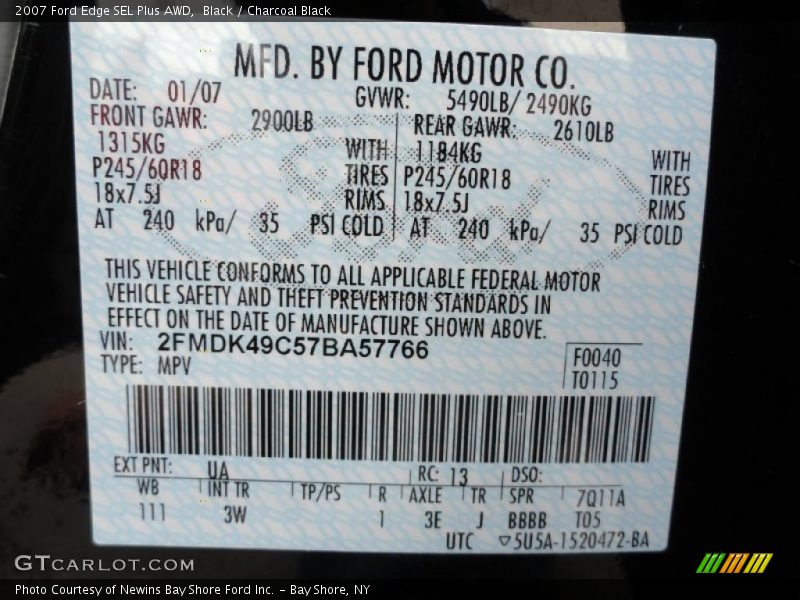 2007 Ford Edge SEL Plus AWD, Black / Charcoal Black
MFD. BY FORD MOTOR CO.
DATE: 01/07 GVWR: 5490LB/ 2490KG
FRONT GAWR: 2900LB REAR GAWR: 2610LB
1315KG WITH 1184KG WITH
P245/60R18 TIRES P245/60R18 TIRES
18x7.5J RIMS 18x7.5J RIMS
AT 240 kPa/ 35 PSI COLD AT 240 kPa/ 35 PSI COLD
THIS VEHICLE CONFORMS TO ALL APPLICABLE FEDERAL MOTOR
VEHICLE SAFETY AND THEFT PREVENTION STANDARDS IN
EFFECT ON THE DATE OF MANUFACTURE SHOWN ABOVE.
VIN: 2FMDK49C57BA57766
TYPE: MPV
F0040
T0115
EXT PNT: UA RC: 13 DSO:
WB INT TR TP/PS R AXLE TR SPR 7Q11A
111 3W 1 3E J BBBB T05
UTC ▽5U5A-1520472-BA
GTCARLOT.COM
Photo Courtesy of Newins Bay Shore Ford Inc. – Bay Shore, NY